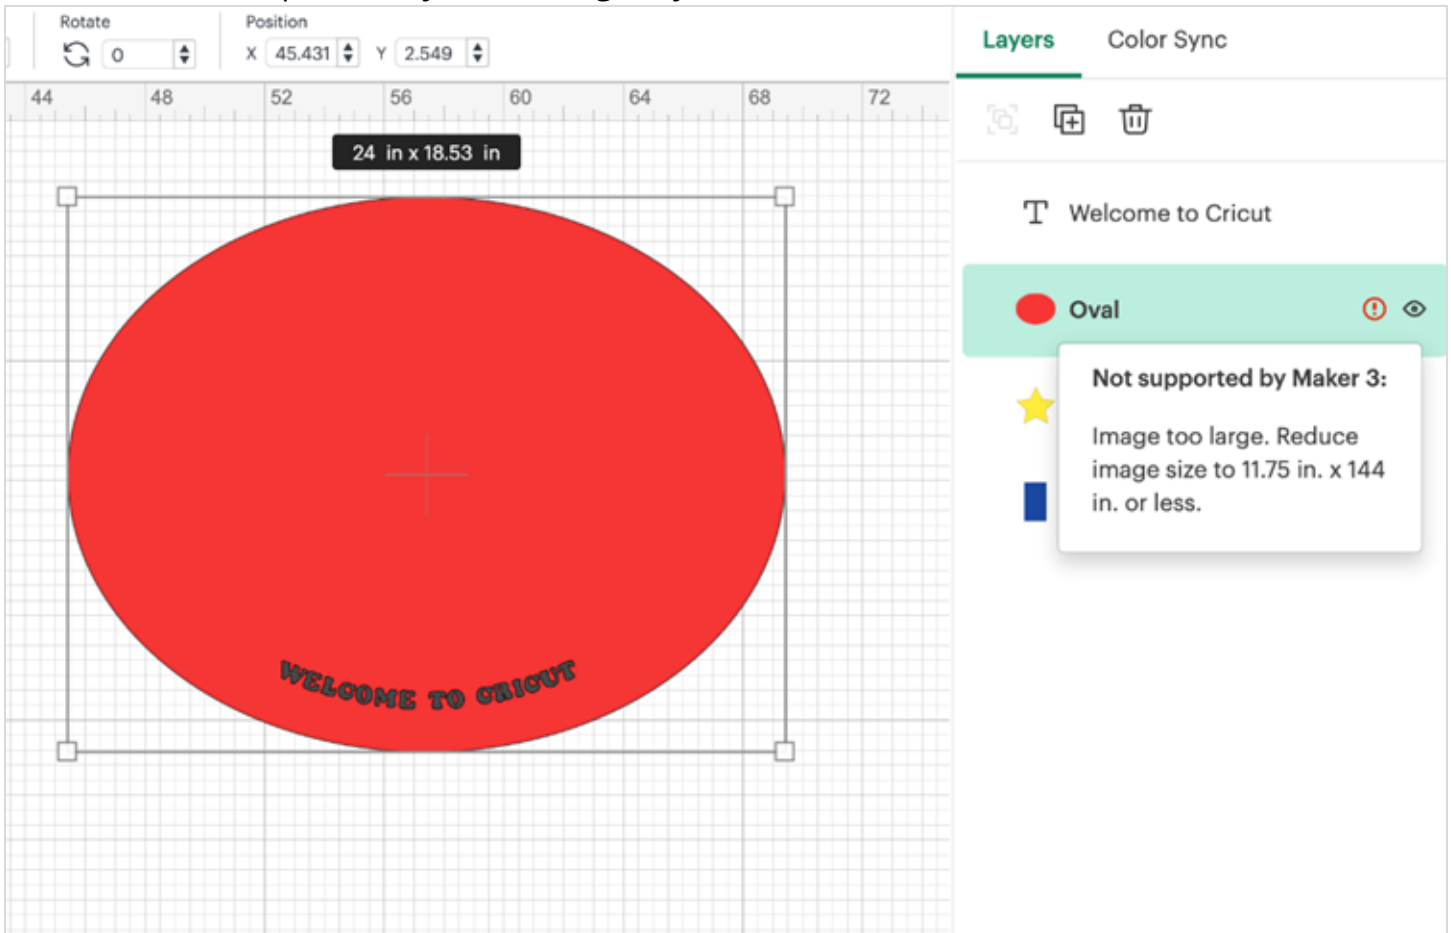 Rotate
0
Position
X 45.431 Y 2.549
Layers
Color Sync
44 48 52 56 60 64 68 72
24 in x 18.53 in
WELCOME TO CRICUT
Welcome to Cricut
Oval
Not supported by Maker 3:
Image too large. Reduce
image size to 11.75 in. x 144
in. or less.